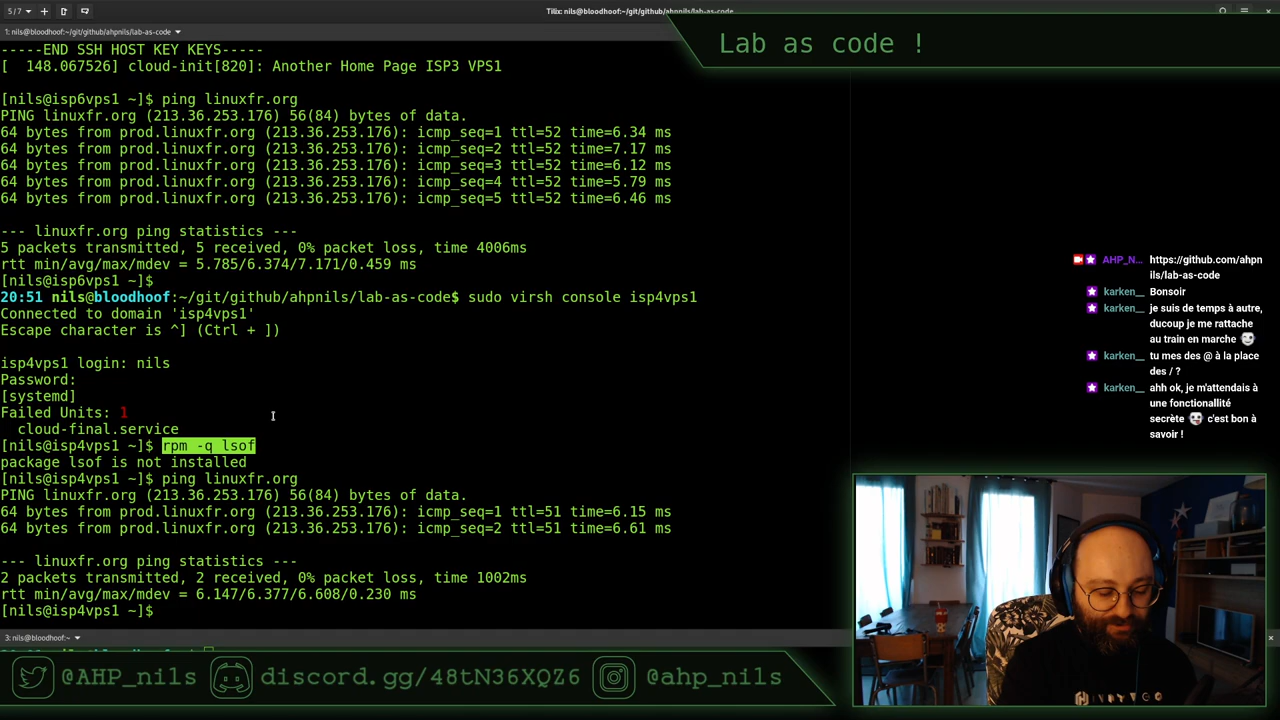 5/7
Tilix: nils@bloodhoof:~/git/github/ahpnils/lab-as-code
1: nils@bloodhoof:~/git/github/ahpnils/lab-as-code
Lab as code !
-----END SSH HOST KEY KEYS-----
[  148.067526] cloud-init[820]: Another Home Page ISP3 VPS1
[nils@isp6vps1 ~]$ ping linuxfr.org
PING linuxfr.org (213.36.253.176) 56(84) bytes of data.
64 bytes from prod.linuxfr.org (213.36.253.176): icmp_seq=1 ttl=52 time=6.34 ms
64 bytes from prod.linuxfr.org (213.36.253.176): icmp_seq=2 ttl=52 time=7.17 ms
64 bytes from prod.linuxfr.org (213.36.253.176): icmp_seq=3 ttl=52 time=6.12 ms
64 bytes from prod.linuxfr.org (213.36.253.176): icmp_seq=4 ttl=52 time=5.79 ms
64 bytes from prod.linuxfr.org (213.36.253.176): icmp_seq=5 ttl=52 time=6.46 ms
--- linuxfr.org ping statistics ---
5 packets transmitted, 5 received, 0% packet loss, time 4006ms
rtt min/avg/max/mdev = 5.785/6.374/7.171/0.459 ms
[nils@isp6vps1 ~]$
20:51 nils@bloodhoof:~/git/github/ahpnils/lab-as-code$ sudo virsh console isp4vps1
Connected to domain 'isp4vps1'
Escape character is ^] (Ctrl + ])
isp4vps1 login: nils
Password:
[systemd]
Failed Units: 1
cloud-final.service
[nils@isp4vps1 ~]$ rpm -q lsof
package lsof is not installed
[nils@isp4vps1 ~]$ ping linuxfr.org
PING linuxfr.org (213.36.253.176) 56(84) bytes of data.
64 bytes from prod.linuxfr.org (213.36.253.176): icmp_seq=1 ttl=51 time=6.15 ms
64 bytes from prod.linuxfr.org (213.36.253.176): icmp_seq=2 ttl=51 time=6.61 ms
--- linuxfr.org ping statistics ---
2 packets transmitted, 2 received, 0% packet loss, time 1002ms
rtt min/avg/max/mdev = 6.147/6.377/6.608/0.230 ms
[nils@isp4vps1 ~]$
3: nils@bloodhoof:~
AHP_N... https://github.com/ahpn
ils/lab-as-code
karken__ Bonsoir
karken__ je suis de temps à autre,
ducoup je me rattache
au train en marche
karken__ tu mes des @ à la place
des / ?
karken__ ahh ok, je m'attendais à
une fonctionallité
secrète c'est bon à
savoir !
@AHP_nils
discord.gg/48tN36XQZ6
@ahp_nils